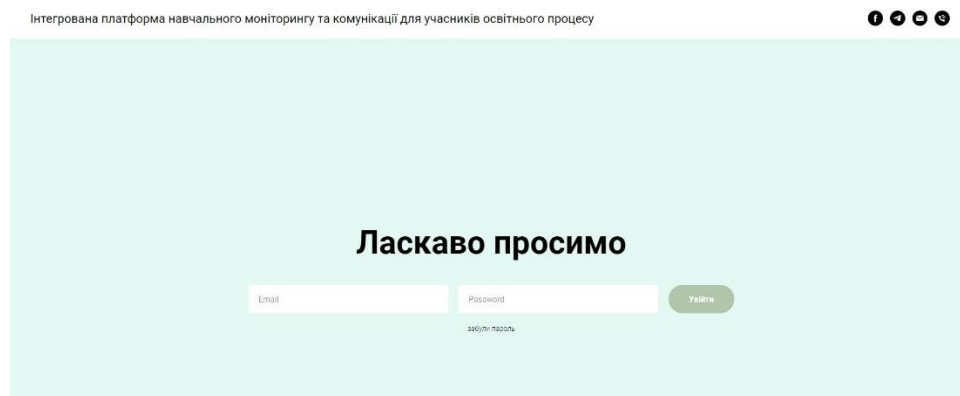 Інтегрована платформа навчального моніторингу та комунікації для учасників освітнього процесу
Ласкаво просимо
Email Password Увійти
забули пароль